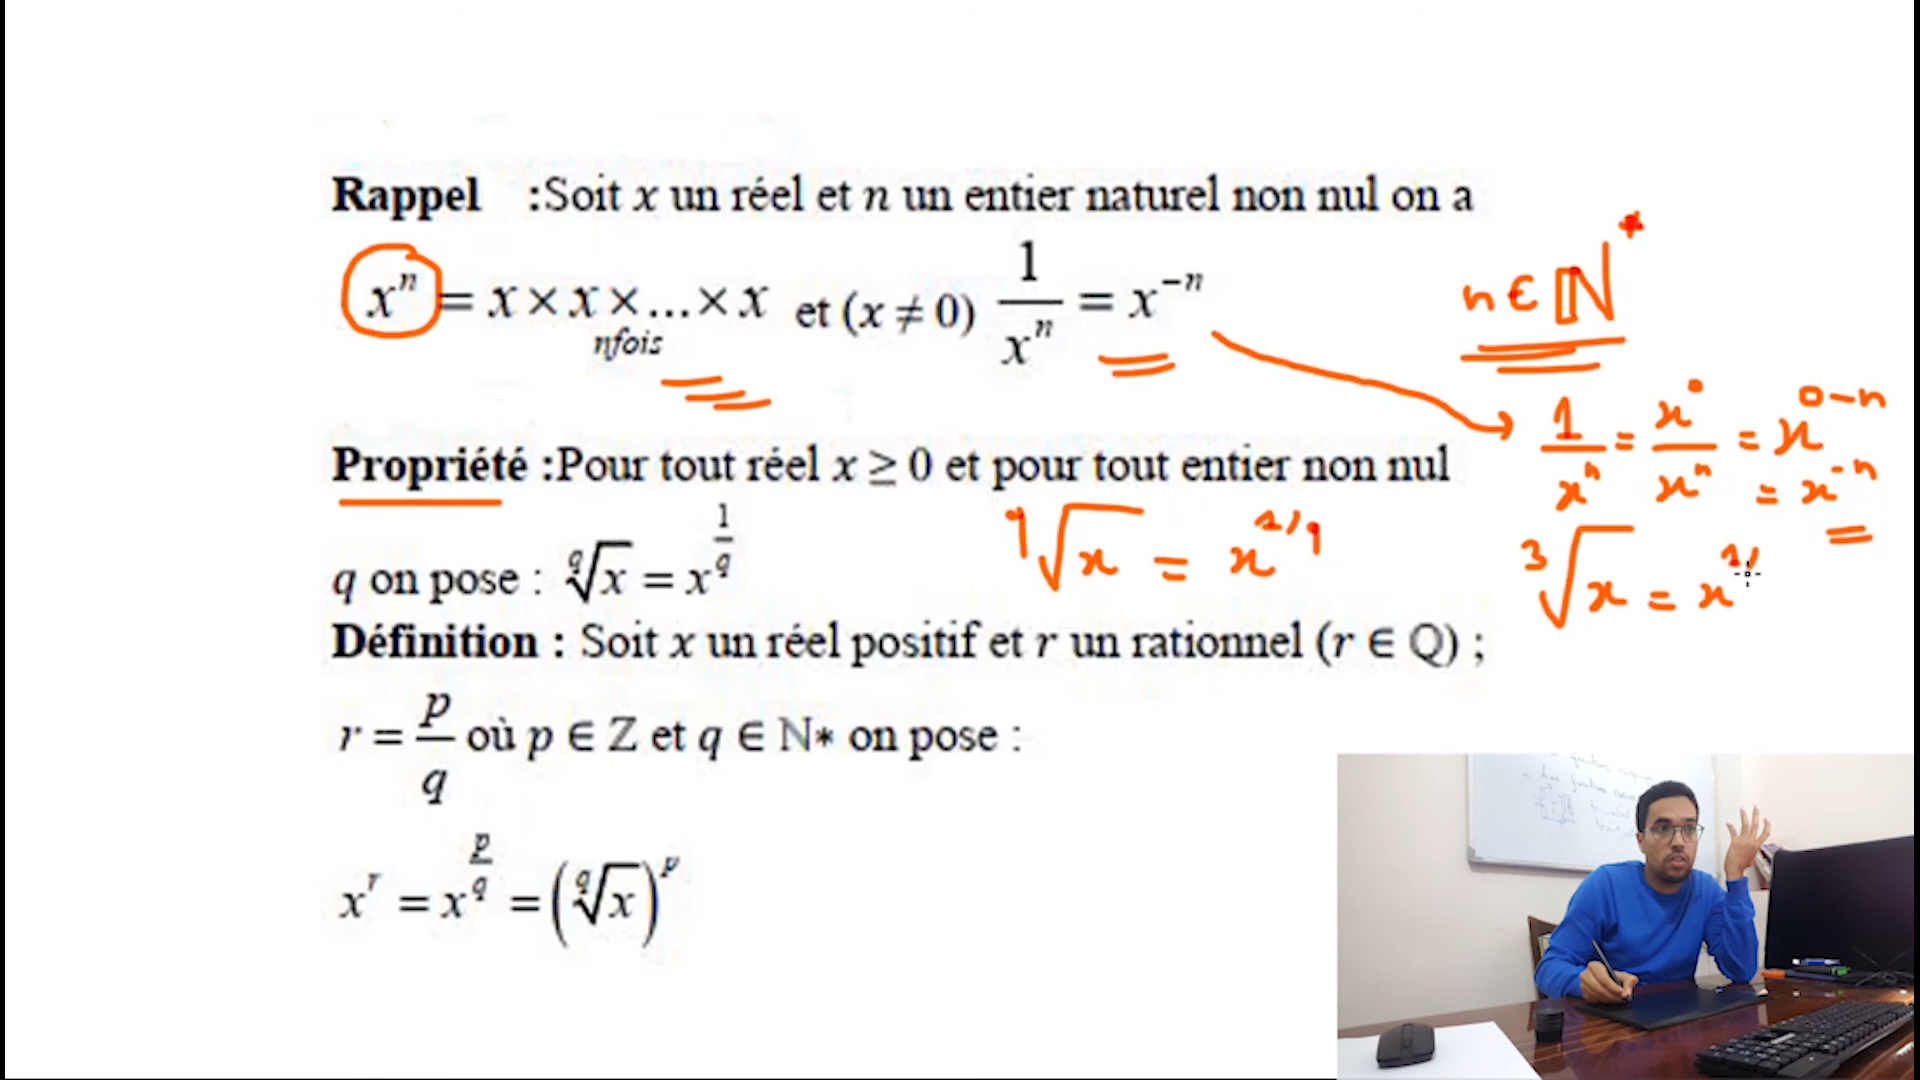 Rappel :Soit x un réel et n un entier naturel non nul on a
xⁿ = x × x × ... × x et (x ≠ 0) 1/xⁿ = x⁻ⁿ
nfois
n ∈ ℕ*
1/xⁿ = x⁰/xⁿ = x⁰⁻ⁿ
= x⁻ⁿ
Propriété :Pour tout réel x ≥ 0 et pour tout entier non nul
q on pose : ᵠ√x = x^(1/q)
ᵠ√x = x^(1/q)
³√x = x^(1/
Définition : Soit x un réel positif et r un rationnel (r ∈ Q) ;
r = p/q où p ∈ Z et q ∈ N* on pose :
x^r = x^(p/q) = (ᵠ√x)^p